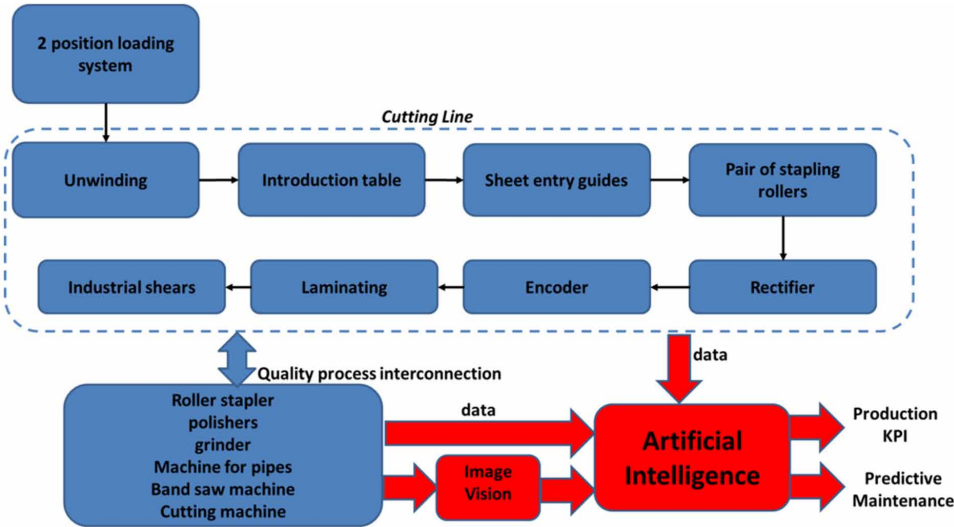 2 position loading
system
Cutting Line
Unwinding
Introduction table
Sheet entry guides
Pair of stapling
rollers
Industrial shears
Laminating
Encoder
Rectifier
data
Quality process interconnection
Roller stapler
polishers
grinder
Machine for pipes
Band saw machine
Cutting machine
data
Image
Vision
Artificial
Intelligence
Production
KPI
Predictive
Maintenance